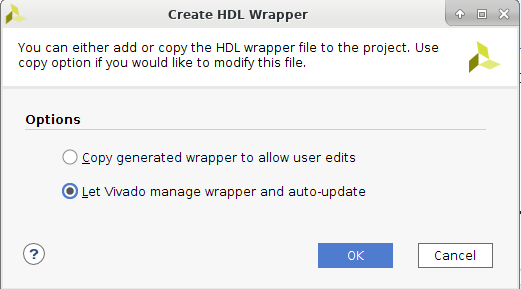 Create HDL Wrapper
You can either add or copy the HDL wrapper file to the project. Use
copy option if you would like to modify this file.
Options
Copy generated wrapper to allow user edits
Let Vivado manage wrapper and auto-update
?
OK
Cancel